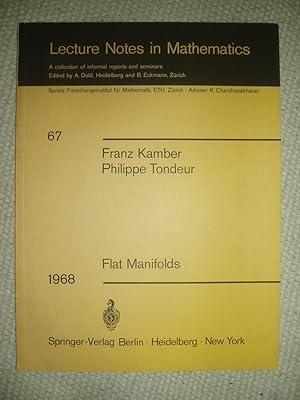 Lecture Notes in Mathematics
A collection of informal reports and seminars
Edited by A. Dold, Heidelberg and B. Eckmann, Zürich
Series: Forschungsinstitut für Mathematik, ETH, Zürich · Adviser: K. Chandrasekharan
67
Franz Kamber
Philippe Tondeur
Flat Manifolds
1968
Springer-Verlag Berlin · Heidelberg · New York